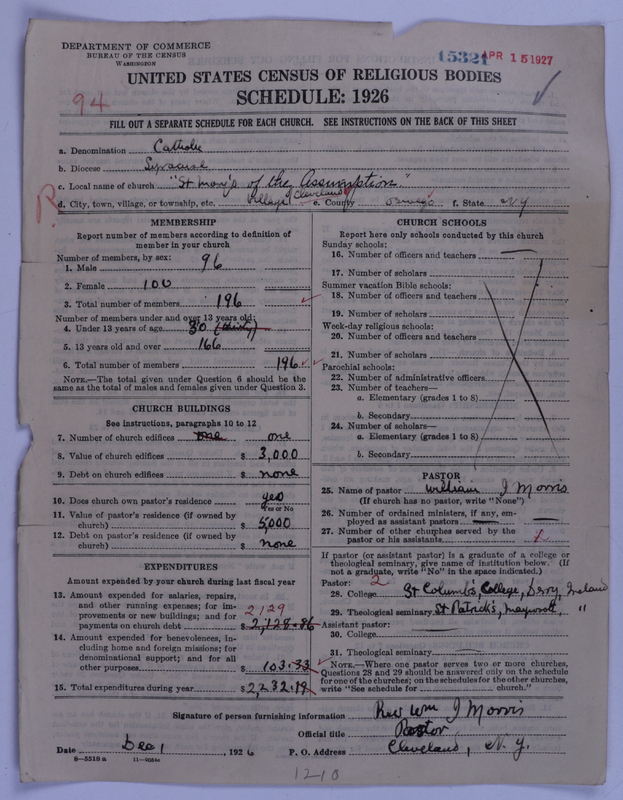 DEPARTMENT OF COMMERCE
BUREAU OF THE CENSUS
WASHINGTON
15321 APR 15 1927
UNITED STATES CENSUS OF RELIGIOUS BODIES
SCHEDULE: 1926
94
FILL OUT A SEPARATE SCHEDULE FOR EACH CHURCH. SEE INSTRUCTIONS ON THE BACK OF THIS SHEET
a. Denomination Catholic
b. Diocese Syracuse
c. Local name of church "St Mary's of the Assumption"
R
d. City, town, village, or township, etc. Village Cleveland e. County Oswego f. State N.Y
MEMBERSHIP
Report number of members according to definition of
member in your church
Number of members, by sex:
1. Male 96
2. Female 100
3. Total number of members 196
Number of members under and over 13 years old:
4. Under 13 years of age 30 (thirty)
5. 13 years old and over 166
6. Total number of members 196
NOTE.—The total given under Question 6 should be the
same as the total of males and females given under Question 3.
CHURCH BUILDINGS
See instructions, paragraphs 10 to 12
7. Number of church edifices one one
8. Value of church edifices $ 3,000
9. Debt on church edifices $ none
10. Does church own pastor's residence yes
Yes or No
11. Value of pastor's residence (if owned by
church) $ 5,000
12. Debt on pastor's residence (if owned by
church) $ none
EXPENDITURES
Amount expended by your church during last fiscal year
13. Amount expended for salaries, repairs,
and other running expenses; for im-
provements or new buildings; and for
payments on church debt 2129 $ 2,128.86
14. Amount expended for benevolences, in-
cluding home and foreign missions; for
denominational support; and for all
other purposes $ 103.33
15. Total expenditures during year $ 2,232.19
CHURCH SCHOOLS
Report here only schools conducted by this church
Sunday schools:
16. Number of officers and teachers
17. Number of scholars
Summer vacation Bible schools:
18. Number of officers and teachers
19. Number of scholars
Week-day religious schools:
20. Number of officers and teachers
21. Number of scholars
Parochial schools:
22. Number of administrative officers
23. Number of teachers—
a. Elementary (grades 1 to 8)
b. Secondary
24. Number of scholars—
a. Elementary (grades 1 to 8)
b. Secondary
PASTOR
25. Name of pastor William J Morris
(If church has no pastor, write "None")
26. Number of ordained ministers, if any, em-
ployed as assistant pastors
27. Number of other churches served by the
pastor or his assistants
If pastor (or assistant pastor) is a graduate of a college or
theological seminary, give name of institution below. (If
not a graduate, write "No" in the space indicated.)
Pastor: 2
28. College St Columb's College, Derry, Ireland
29. Theological seminary St Patrick's, Maynooth, "
Assistant pastor:
30. College
31. Theological seminary
NOTE.—Where one pastor serves two or more churches,
Questions 28 and 29 should be answered only on the schedule
for one of the churches; on the schedules for the other churches,
write "See schedule for church."
Signature of person furnishing information Rev Wm J Morris
Official title Pastor
Date Dec 1, 1926 P. O. Address Cleveland, N.Y.
8—5518a 11—9054a
1210